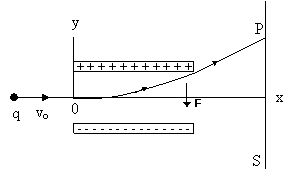 y
P
+ + + + + + + + + +
F
x
q
v₀
0
- - - - - - - - - - - -
S